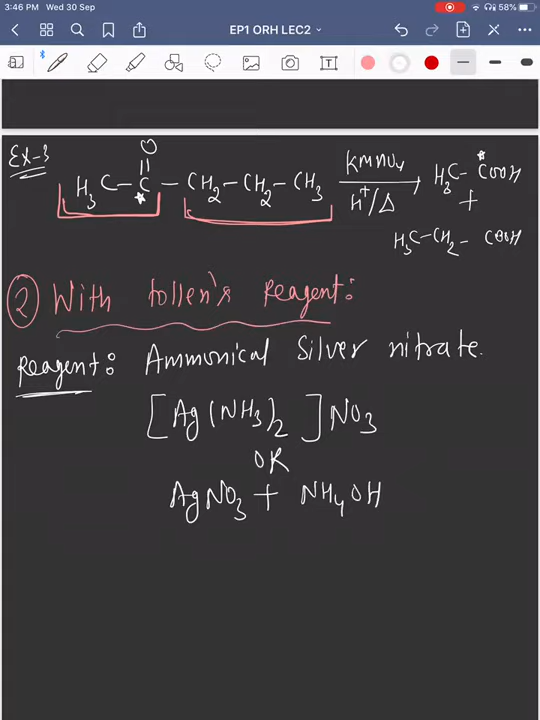 3:46 PM Wed 30 Sep 58%
EP1 ORH LEC2
T
Ex-3
O
||
H3C–C–CH2–CH2–CH3 KMnO4 H+/Δ H3C–*COOH
*
+
H3C–CH2–COOH
② With tollen's Reagent:
Reagent: Ammonical Silver nitrate.
[Ag(NH3)2]NO3
OR
AgNO3 + NH4OH